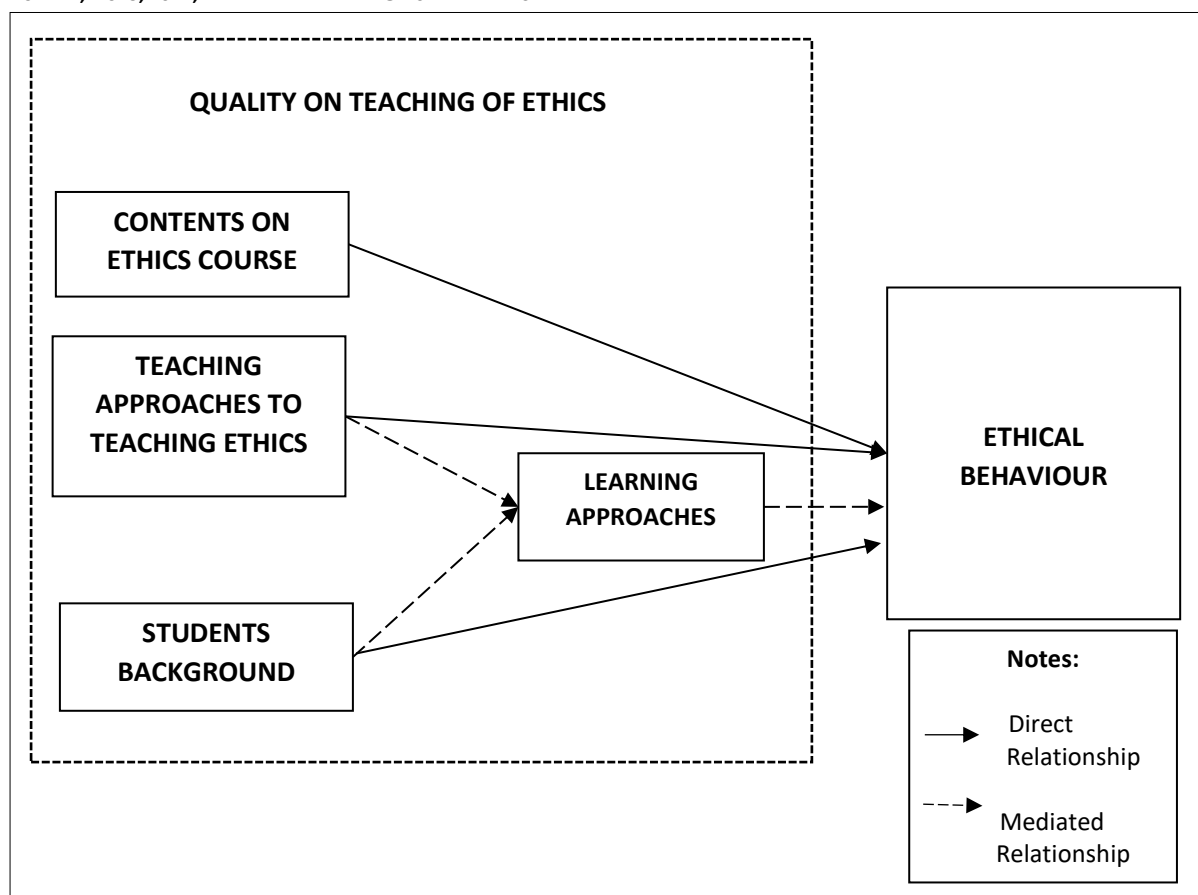 QUALITY ON TEACHING OF ETHICS
CONTENTS ON
ETHICS COURSE
TEACHING
APPROACHES TO
TEACHING ETHICS
LEARNING
APPROACHES
STUDENTS
BACKGROUND
ETHICAL
BEHAVIOUR
Notes:
Direct
Relationship
Mediated
Relationship